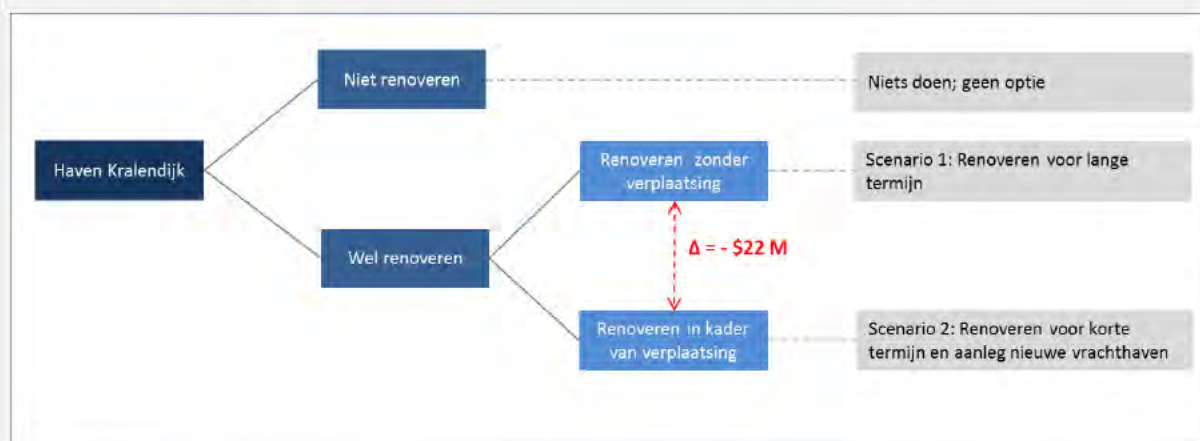 Niet renoveren
Niets doen; geen optie
Haven Kralendijk
Renoveren zonder
verplaatsing
Scenario 1: Renoveren voor lange
termijn
Wel renoveren
Δ = - $22 M
Renoveren in kader
van verplaatsing
Scenario 2: Renoveren voor korte
termijn en aanleg nieuwe vrachthaven